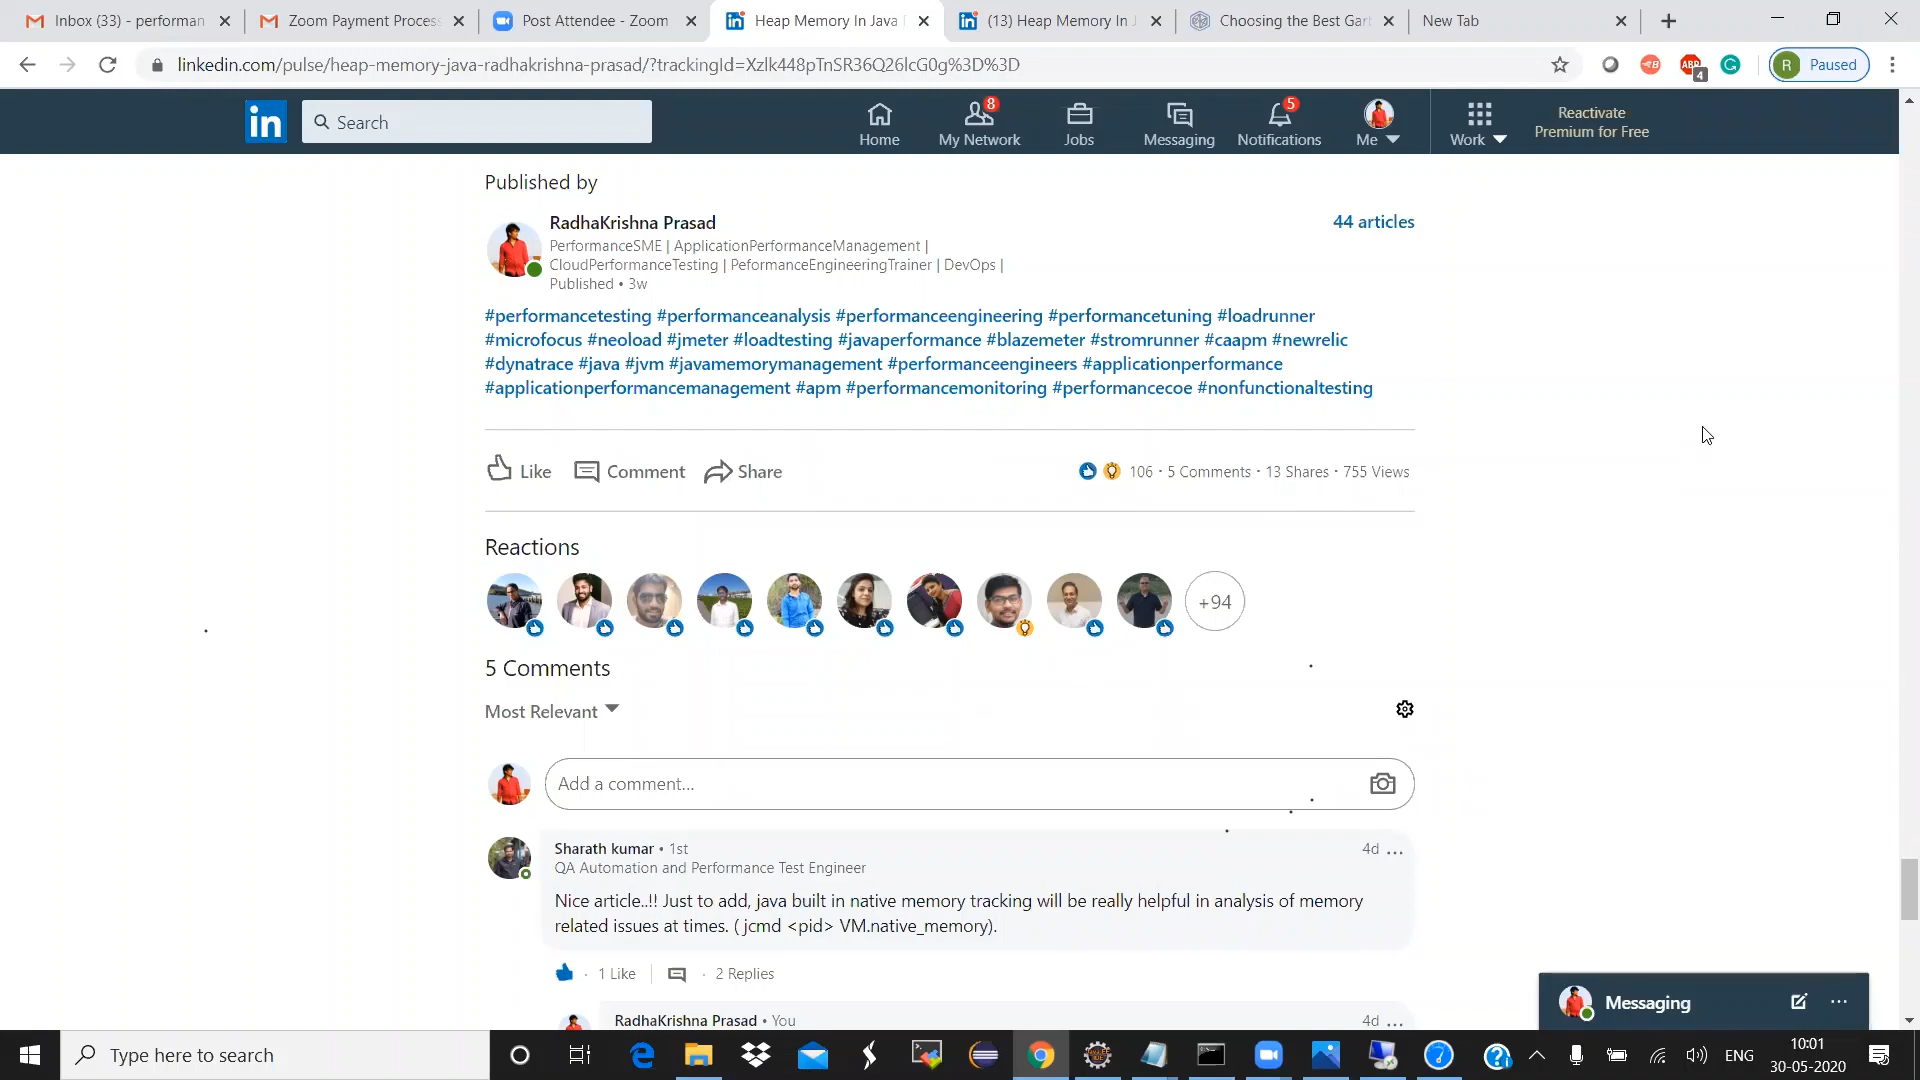 Inbox (33) - performan
Zoom Payment Process
Post Attendee - Zoom
Heap Memory In Java
(13) Heap Memory In J
Choosing the Best Gar
New Tab
linkedin.com/pulse/heap-memory-java-radhakrishna-prasad/?trackingId=Xzlk448pTnSR36Q26lcG0g%3D%3D
ABP
4
R Paused
in
Search
8
5
Home
My Network
Jobs
Messaging
Notifications
Me
Work
Reactivate
Premium for Free
Published by
RadhaKrishna Prasad
44 articles
PerformanceSME | ApplicationPerformanceManagement |
CloudPerformanceTesting | PeformanceEngineeringTrainer | DevOps |
Published • 3w
#performancetesting #performanceanalysis #performanceengineering #performancetuning #loadrunner
#microfocus #neoload #jmeter #loadtesting #javaperformance #blazemeter #stromrunner #caapm #newrelic
#dynatrace #java #jvm #javamemorymanagement #performanceengineers #applicationperformance
#applicationperformancemanagement #apm #performancemonitoring #performancecoe #nonfunctionaltesting
Like
Comment
Share
106 · 5 Comments · 13 Shares · 755 Views
Reactions
+94
5 Comments
Most Relevant
Add a comment...
Sharath kumar • 1st
4d ...
QA Automation and Performance Test Engineer
Nice article..!! Just to add, java built in native memory tracking will be really helpful in analysis of memory
related issues at times. ( jcmd <pid> VM.native_memory).
· 1 Like
· 2 Replies
RadhaKrishna Prasad • You
4d ...
Messaging
Type here to search
ENG
10:01
30-05-2020